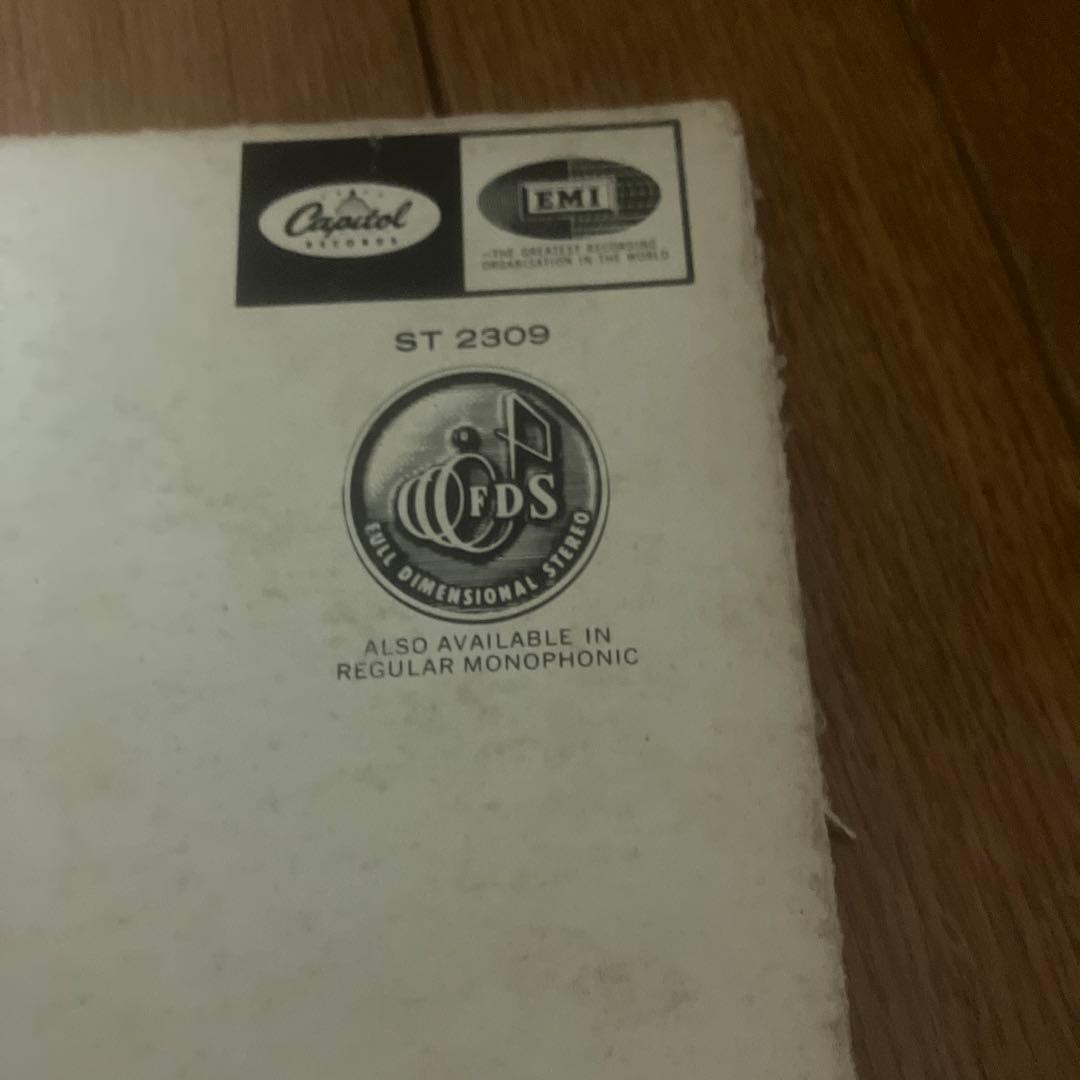 Capitol
RECORDS
EMI
—THE GREATEST RECORDING
ORGANISATION IN THE WORLD
ST 2309
FDS
FULL DIMENSIONAL STEREO
ALSO AVAILABLE IN
REGULAR MONOPHONIC